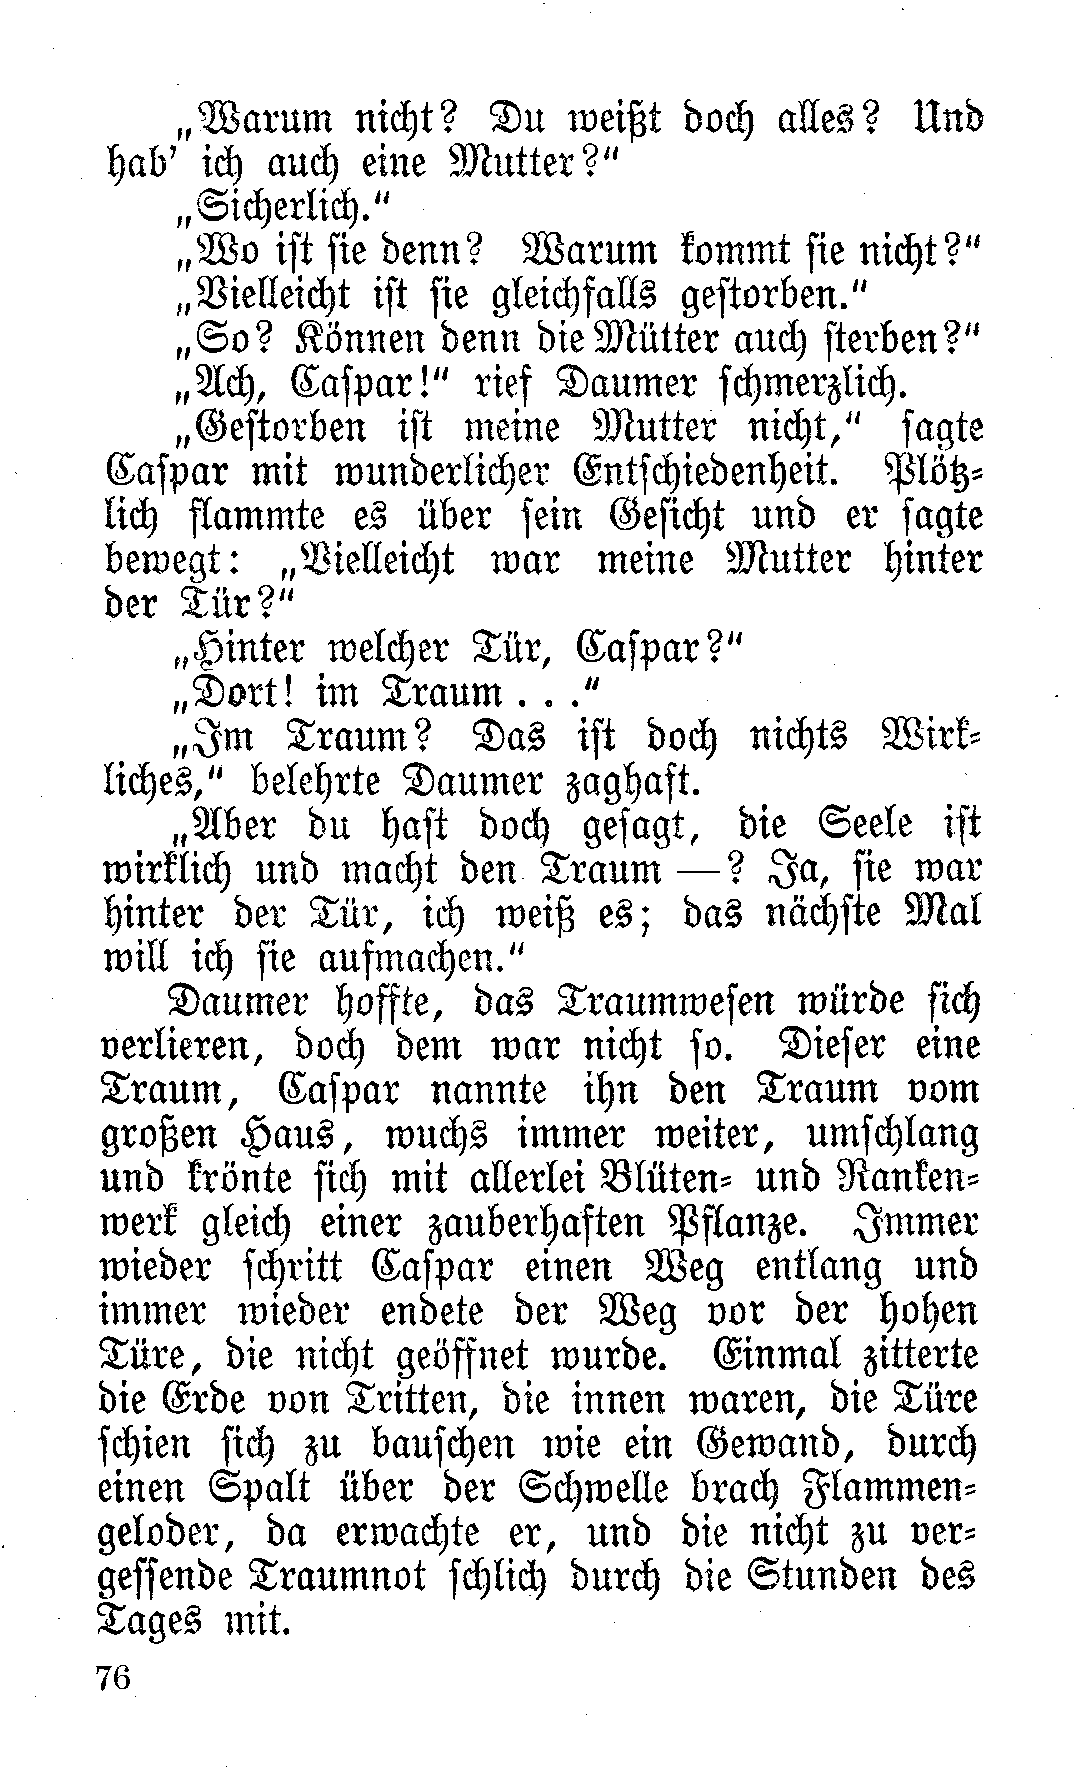 „Warum nicht? Du weißt doch alles? Und
hab' ich auch eine Mutter?“
„Sicherlich.“
„Wo ist sie denn? Warum kommt sie nicht?“
„Vielleicht ist sie gleichfalls gestorben.“
„So? Können denn die Mütter auch sterben?“
„Ach, Caspar!“ rief Daumer schmerzlich.
„Gestorben ist meine Mutter nicht,“ sagte
Caspar mit wunderlicher Entschiedenheit. Plötz-
lich flammte es über sein Gesicht und er sagte
bewegt: „Vielleicht war meine Mutter hinter
der Tür?“
„Hinter welcher Tür, Caspar?“
„Dort! im Traum . . .“
„Im Traum? Das ist doch nichts Wirk-
liches,“ belehrte Daumer zaghaft.
„Aber du hast doch gesagt, die Seele ist
wirklich und macht den Traum —? Ja, sie war
hinter der Tür, ich weiß es; das nächste Mal
will ich sie aufmachen.“
Daumer hoffte, das Traumwesen würde sich
verlieren, doch dem war nicht so. Dieser eine
Traum, Caspar nannte ihn den Traum vom
großen Haus, wuchs immer weiter, umschlang
und krönte sich mit allerlei Blüten- und Ranken-
werk gleich einer zauberhaften Pflanze. Immer
wieder schritt Caspar einen Weg entlang und
immer wieder endete der Weg vor der hohen
Türe, die nicht geöffnet wurde. Einmal zitterte
die Erde von Tritten, die innen waren, die Türe
schien sich zu bauschen wie ein Gewand, durch
einen Spalt über der Schwelle brach Flammen-
geloder, da erwachte er, und die nicht zu ver-
gessende Traumnot schlich durch die Stunden des
Tages mit.
76